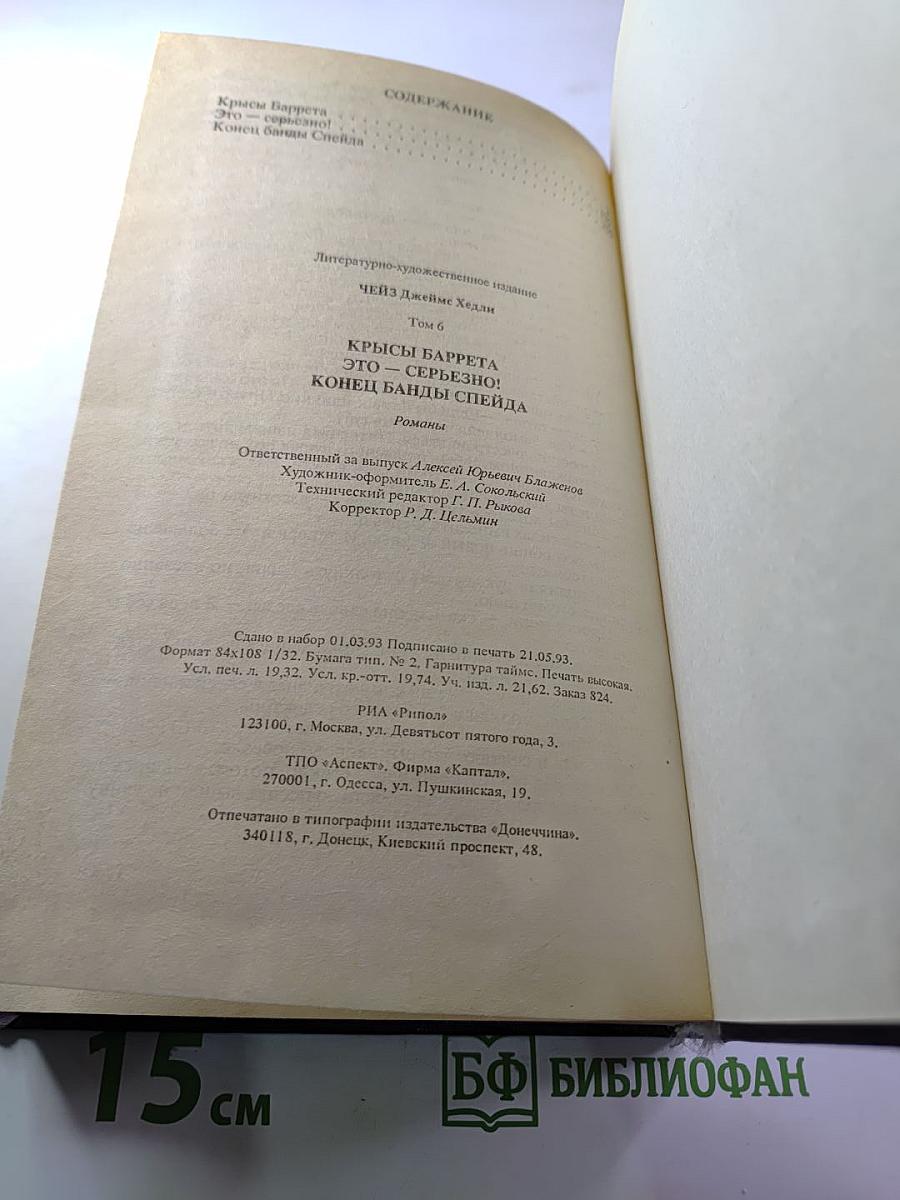 СОДЕРЖАНИЕ
Крысы Баррета
Это — серьезно!
Конец банды Спейда
Литературно-художественное издание
ЧЕЙЗ Джеймс Хедли
Том 6
КРЫСЫ БАРРЕТА
ЭТО — СЕРЬЕЗНО!
КОНЕЦ БАНДЫ СПЕЙДА
Романы
Ответственный за выпуск Алексей Юрьевич Блаженов
Художник-оформитель Е. А. Сокольский
Технический редактор Г. П. Рыкова
Корректор Р. Д. Цельмин
Сдано в набор 01.03.93 Подписано в печать 21.05.93.
Формат 84х108 1/32. Бумага тип. № 2, Гарнитура таймс. Печать высокая.
Усл. печ. л. 19,32. Усл. кр.-отт. 19,74. Уч. изд. л. 21,62. Заказ 824.
РИА «Рипол»
123100, г. Москва, ул. Девятьсот пятого года, 3.
ТПО «Аспект». Фирма «Каптал».
270001, г. Одесса, ул. Пушкинская, 19.
Отпечатано в типографии издательства «Донеччина».
340118, г. Донецк, Киевский проспект, 48.
15 см
БФ БИБЛИОФАН